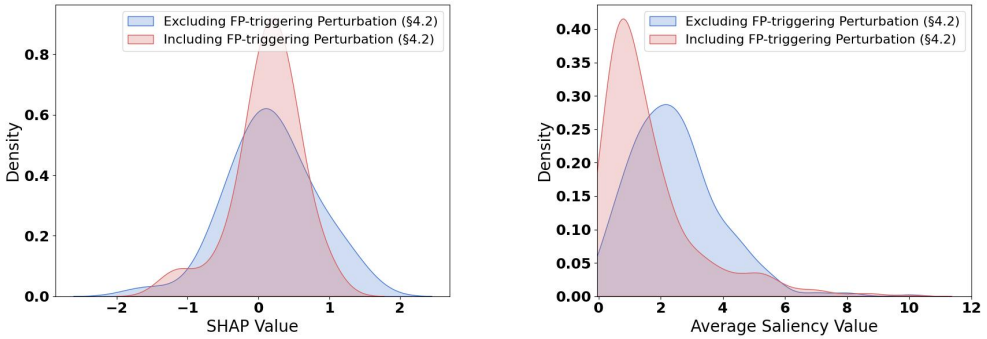 Excluding FP-triggering Perturbation (§4.2)
Including FP-triggering Perturbation (§4.2)
Density
0.8
0.6
0.4
0.2
0.0
−2 −1 0 1 2
SHAP Value
Excluding FP-triggering Perturbation (§4.2)
Including FP-triggering Perturbation (§4.2)
Density
0.40
0.35
0.30
0.25
0.20
0.15
0.10
0.05
0.00
0 2 4 6 8 10 12
Average Saliency Value